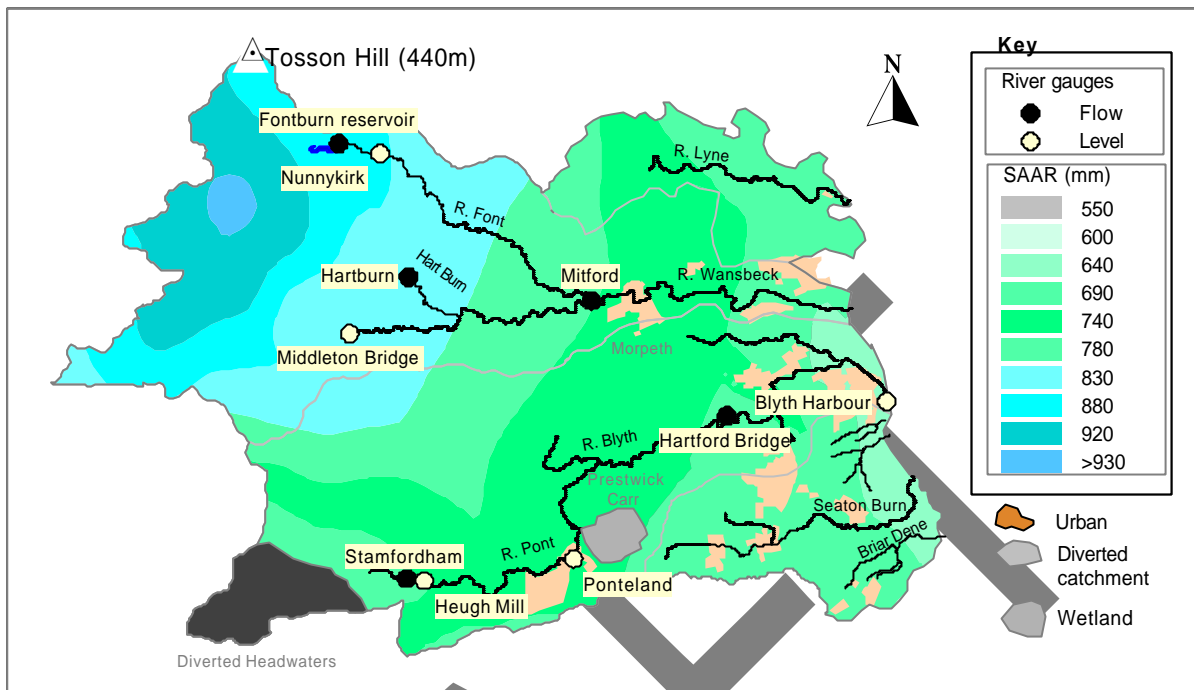 Tosson Hill (440m)
N
Fontburn reservoir
Nunnykirk
R. Lyne
R. Font
Hart Burn
Hartburn
Mitford
R. Wansbeck
Middleton Bridge
Morpeth
Blyth Harbour
Hartford Bridge
R. Blyth
Prestwick
Carr
Seaton Burn
Briar Dene
Stamfordham
R. Pont
Ponteland
Heugh Mill
Diverted Headwaters
Key
River gauges
Flow
Level
SAAR (mm)
550
600
640
690
740
780
830
880
920
>930
Urban
Diverted
catchment
Wetland